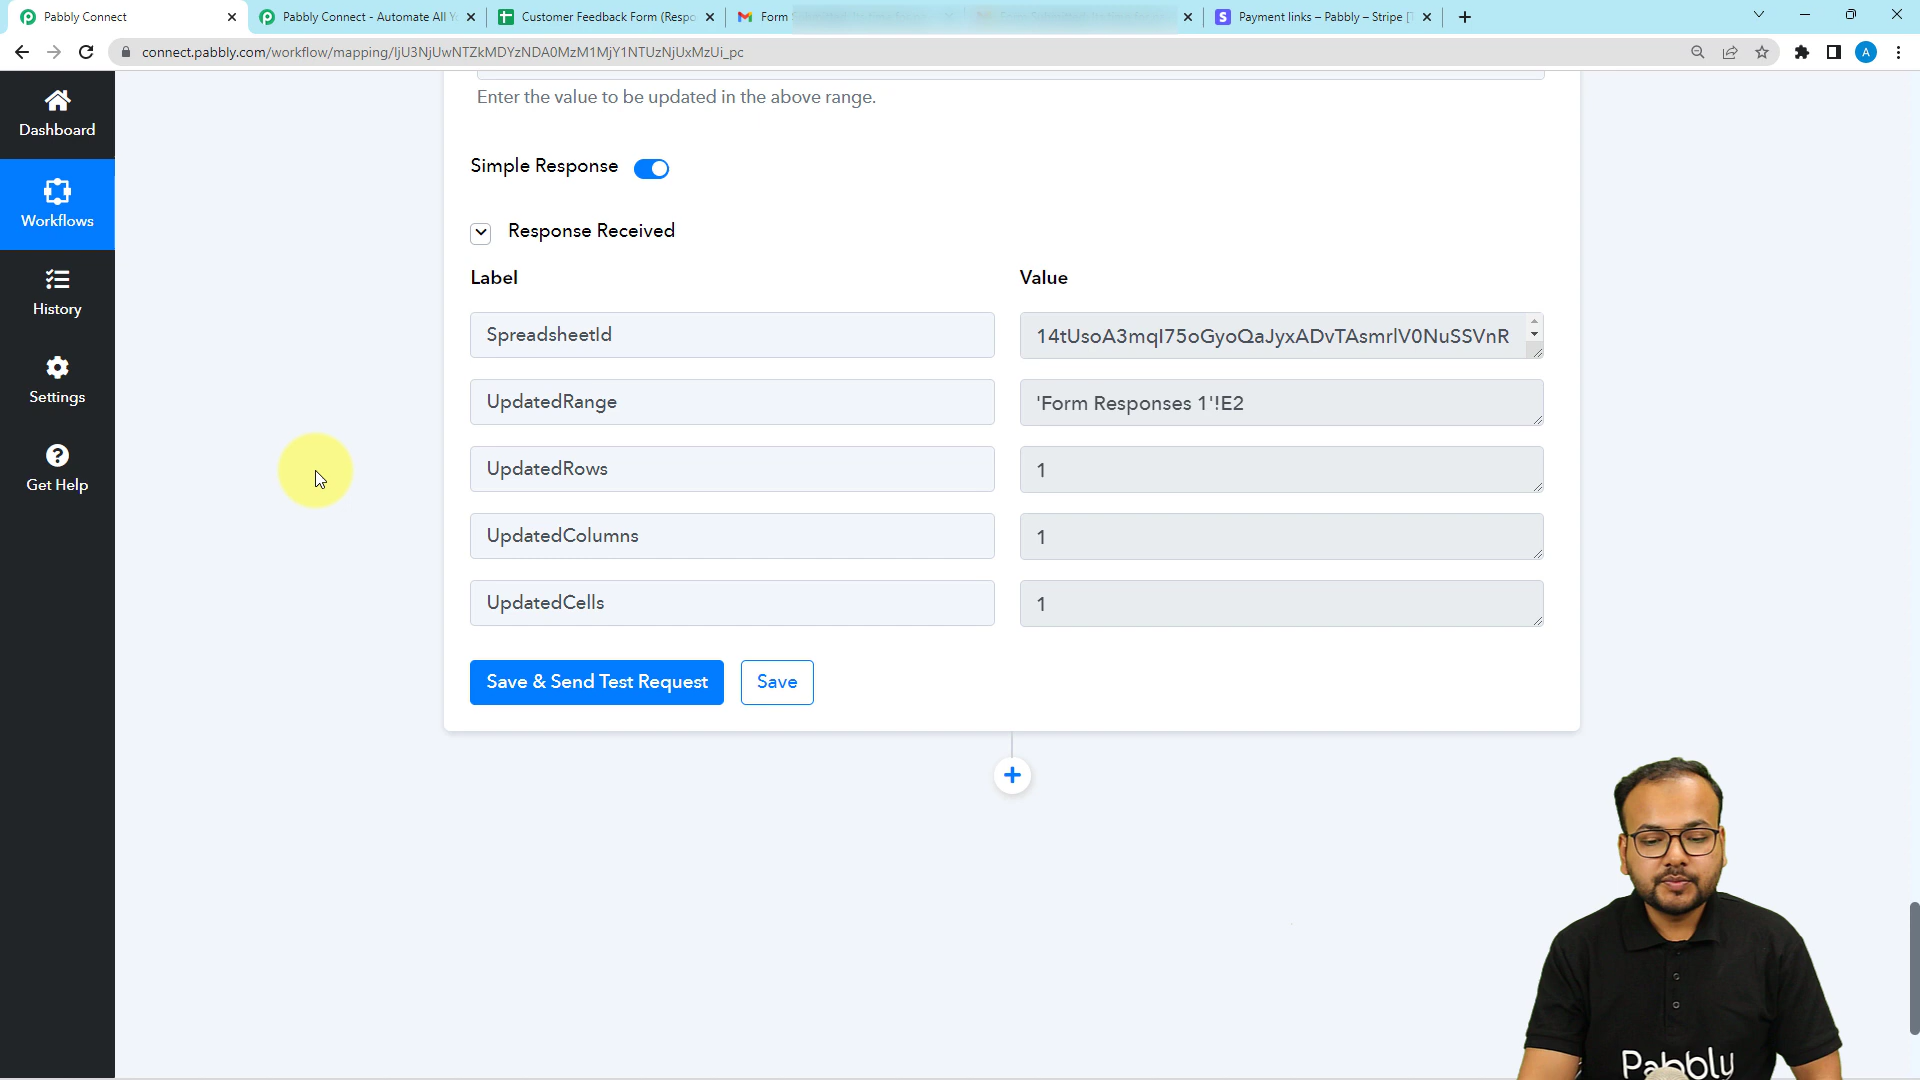 Pabbly Connect
Pabbly Connect - Automate All Y
Customer Feedback Form (Respo
Form
Payment links – Pabbly – Stripe [
connect.pabbly.com/workflow/mapping/IjU3NjUwNTZkMDYzNDA0MzM1MjY1NTUzNjUxMzUi_pc
A
Dashboard
Workflows
History
Settings
Get Help
Enter the value to be updated in the above range.
Simple Response
Response Received
Label
Value
SpreadsheetId
14tUsoA3mqI75oGyoQaJyxADvTAsmrlV0NuSSVnR
UpdatedRange
'Form Responses 1'!E2
UpdatedRows
1
UpdatedColumns
1
UpdatedCells
1
Save & Send Test Request
Save
Pabbly